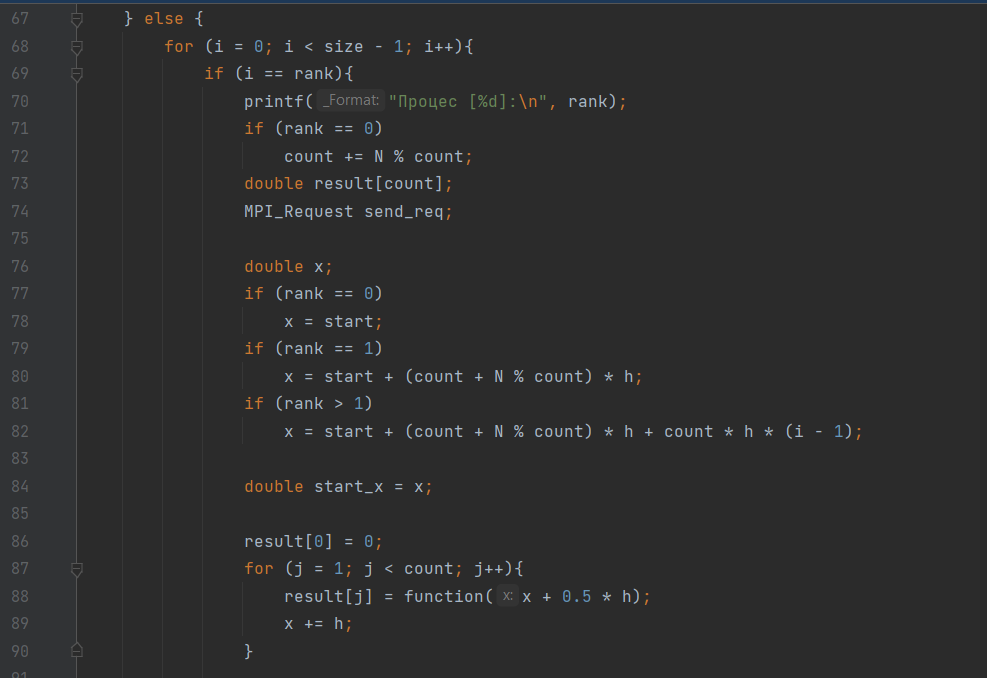 67 } else {
68 for (i = 0; i < size - 1; i++){
69 if (i == rank){
70 printf( _Format: "Процес [%d]:\n", rank);
71 if (rank == 0)
72 count += N % count;
73 double result[count];
74 MPI_Request send_req;
75
76 double x;
77 if (rank == 0)
78 x = start;
79 if (rank == 1)
80 x = start + (count + N % count) * h;
81 if (rank > 1)
82 x = start + (count + N % count) * h + count * h * (i - 1);
83
84 double start_x = x;
85
86 result[0] = 0;
87 for (j = 1; j < count; j++){
88 result[j] = function( x: x + 0.5 * h);
89 x += h;
90 }
91